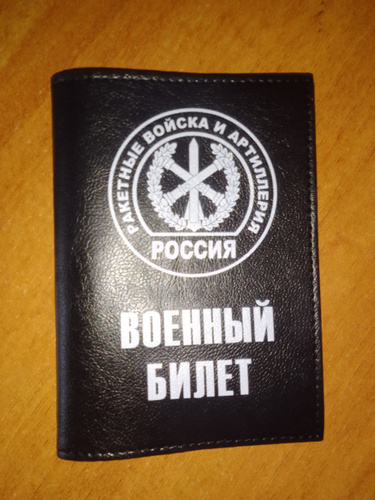 РАКЕТНЫЕ ВОЙСКА И АРТИЛЛЕРИЯ
РОССИЯ
ВОЕННЫЙ
БИЛЕТ